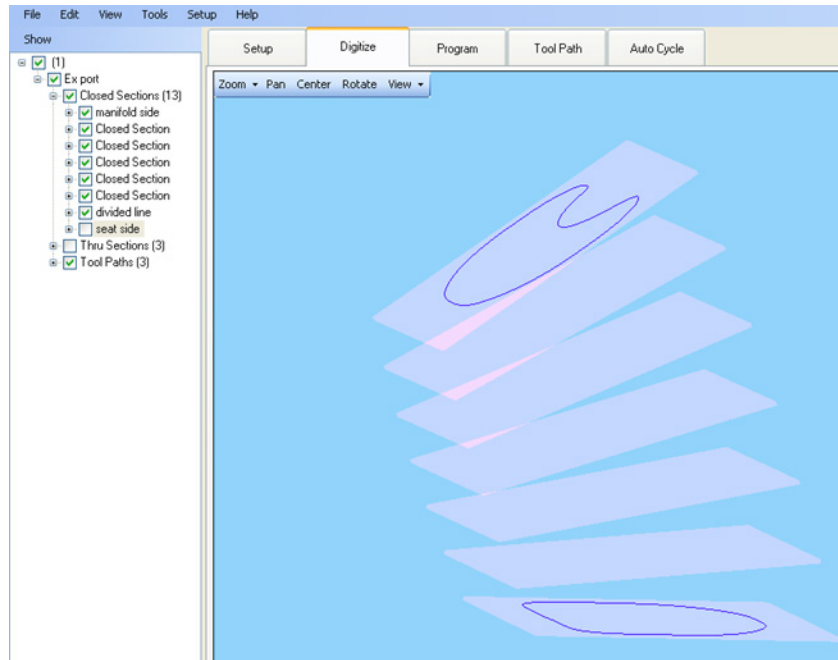 File Edit View Tools Setup Help
Show
Setup Digitize Program Tool Path Auto Cycle
Zoom Pan Center Rotate View
(1)
Ex port
Closed Sections (13)
manifold side
Closed Section
Closed Section
Closed Section
Closed Section
Closed Section
divided line
seat side
Thru Sections (3)
Tool Paths (3)